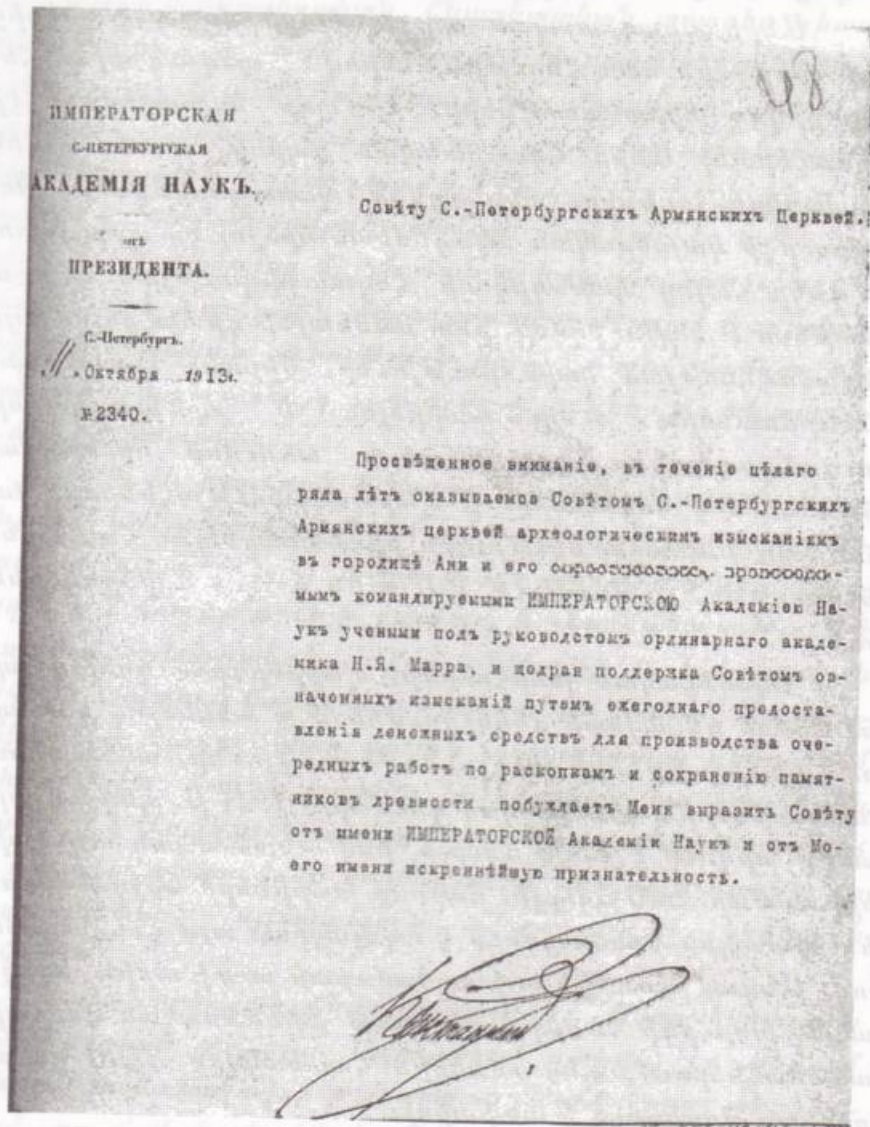 48
ИМПЕРАТОРСКАЯ
С.-ПЕТЕРБУРГСКАЯ
АКАДЕМІЯ НАУКЪ.
отъ
ПРЕЗИДЕНТА.
С.-Петербургъ.
„11„ Октября 1913г.
№2340.
Совѣту С.-Петербургскихъ Армянскихъ Церквей.
Просвѣщенное вниманіе, въ теченіе цѣлаго
ряда лѣтъ оказываемое Совѣтомъ С.-Петербургскихъ
Армянскихъ церквей археологическимъ изысканіямъ
въ городищѣ Ани и его
мымъ командируемыми ИМПЕРАТОРСКОЮ Академіею На-
укъ учеными подъ руководстомъ ординарнаго акаде-
мика Н.Я. Марра, и щедрая поддержка Совѣтомъ оз-
наченныхъ изысканій путемъ ежегоднаго предоста-
вленія денежныхъ средствъ для производства оче-
редныхъ работъ по раскопкамъ и сохраненію памят-
никовъ древности побуждаетъ Меня выразить Совѣту
отъ имени ИМПЕРАТОРСКОЙ Академіи Наукъ и отъ Мо-
его имени искреннѣйшую признательность.
Константин